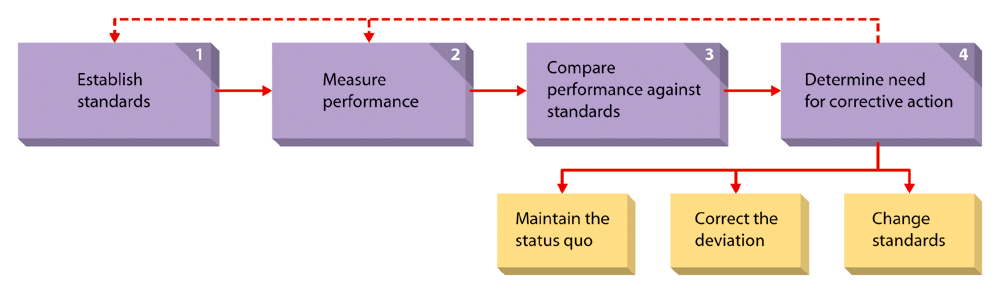 1
Establish
standards
2
Measure
performance
3
Compare
performance against
standards
4
Determine need
for corrective action
Maintain the
status quo
Correct the
deviation
Change
standards